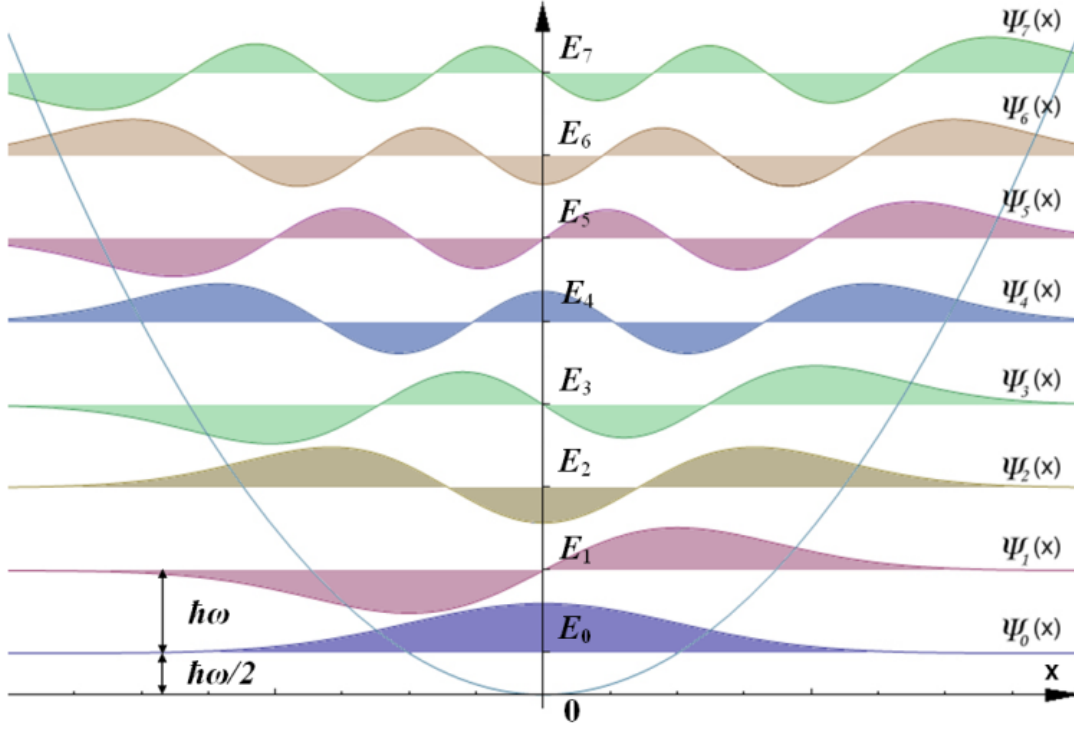 E₇ Ψ₇(x)
E₆ Ψ₆(x)
E₅ Ψ₅(x)
E₄ Ψ₄(x)
E₃ Ψ₃(x)
E₂ Ψ₂(x)
E₁ Ψ₁(x)
ħω
E₀ Ψ₀(x)
ħω/2
x
0